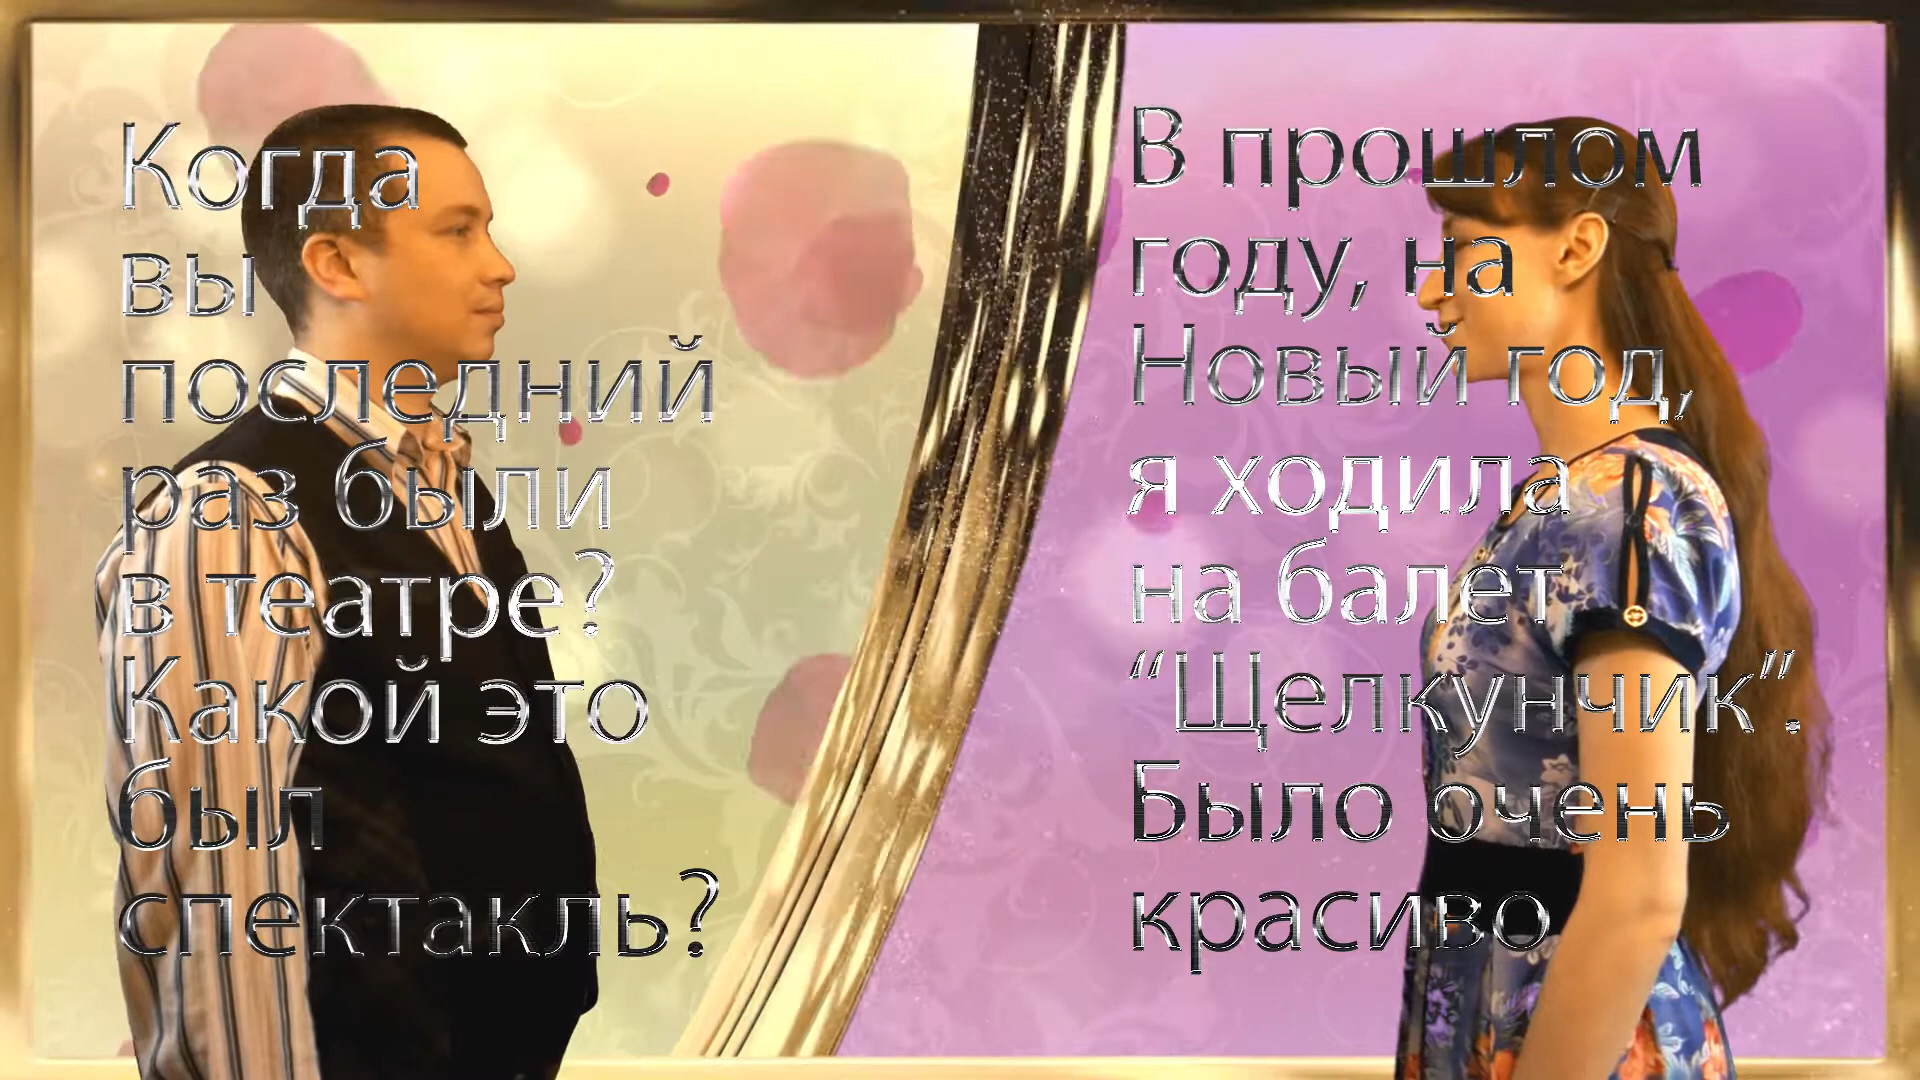 Когда
вы
последний
раз были
в театре?
Какой это
был
спектакль?
В прошлом
году, на
Новый год,
я ходила
на балет
“Щелкунчик”.
Было очень
красиво